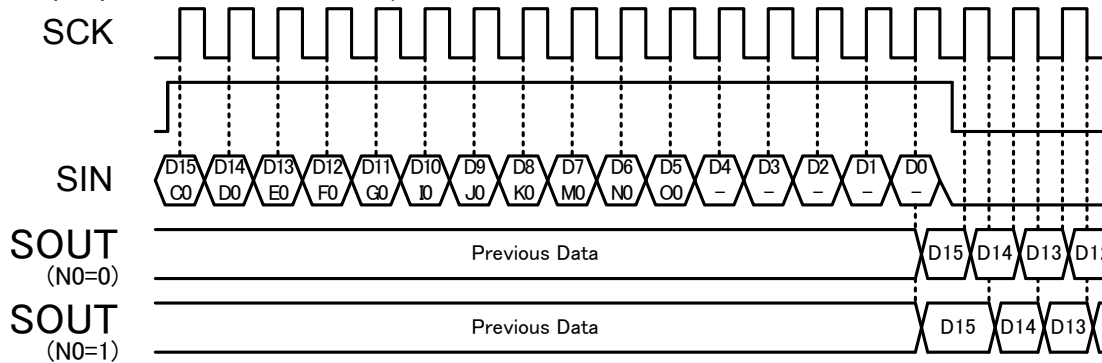 SCK
D15 D14 D13 D12 D11 D10 D9 D8 D7 D6 D5 D4 D3 D2 D1 D0
SIN
C0 D0 E0 F0 G0 I0 J0 K0 M0 N0 O0 - - - - -
SOUT
(N0=0)
Previous Data D15 D14 D13
SOUT
(N0=1)
Previous Data D15 D14 D13